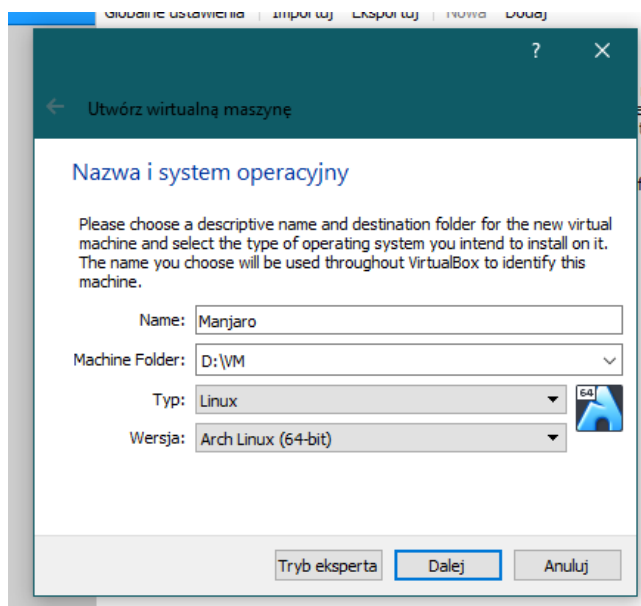 Globalne ustawienia Importuj Eksportuj Nowa Dodaj
?
Utwórz wirtualną maszynę
Nazwa i system operacyjny
Please choose a descriptive name and destination folder for the new virtual
machine and select the type of operating system you intend to install on it.
The name you choose will be used throughout VirtualBox to identify this
machine.
Name: Manjaro
Machine Folder: D:\VM
Typ: Linux
64
Wersja: Arch Linux (64-bit)
Tryb eksperta Dalej Anuluj